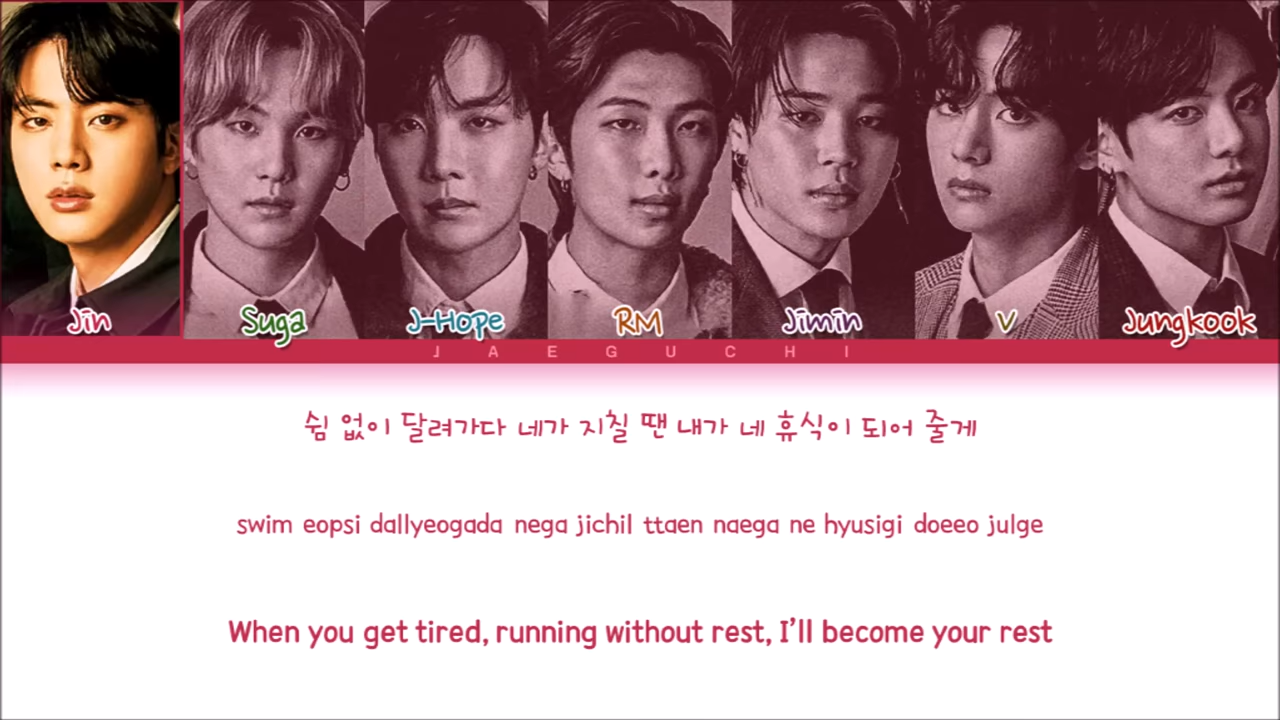 Jin Suga J-Hope RM Jimin V Jungkook
J A E G U C H I
쉼 없이 달려가다 네가 지칠 땐 내가 네 휴식이 되어 줄게
swim eopsi dallyeogada nega jichil ttaen naega ne hyusigi doeeo julge
When you get tired, running without rest, I'll become your rest